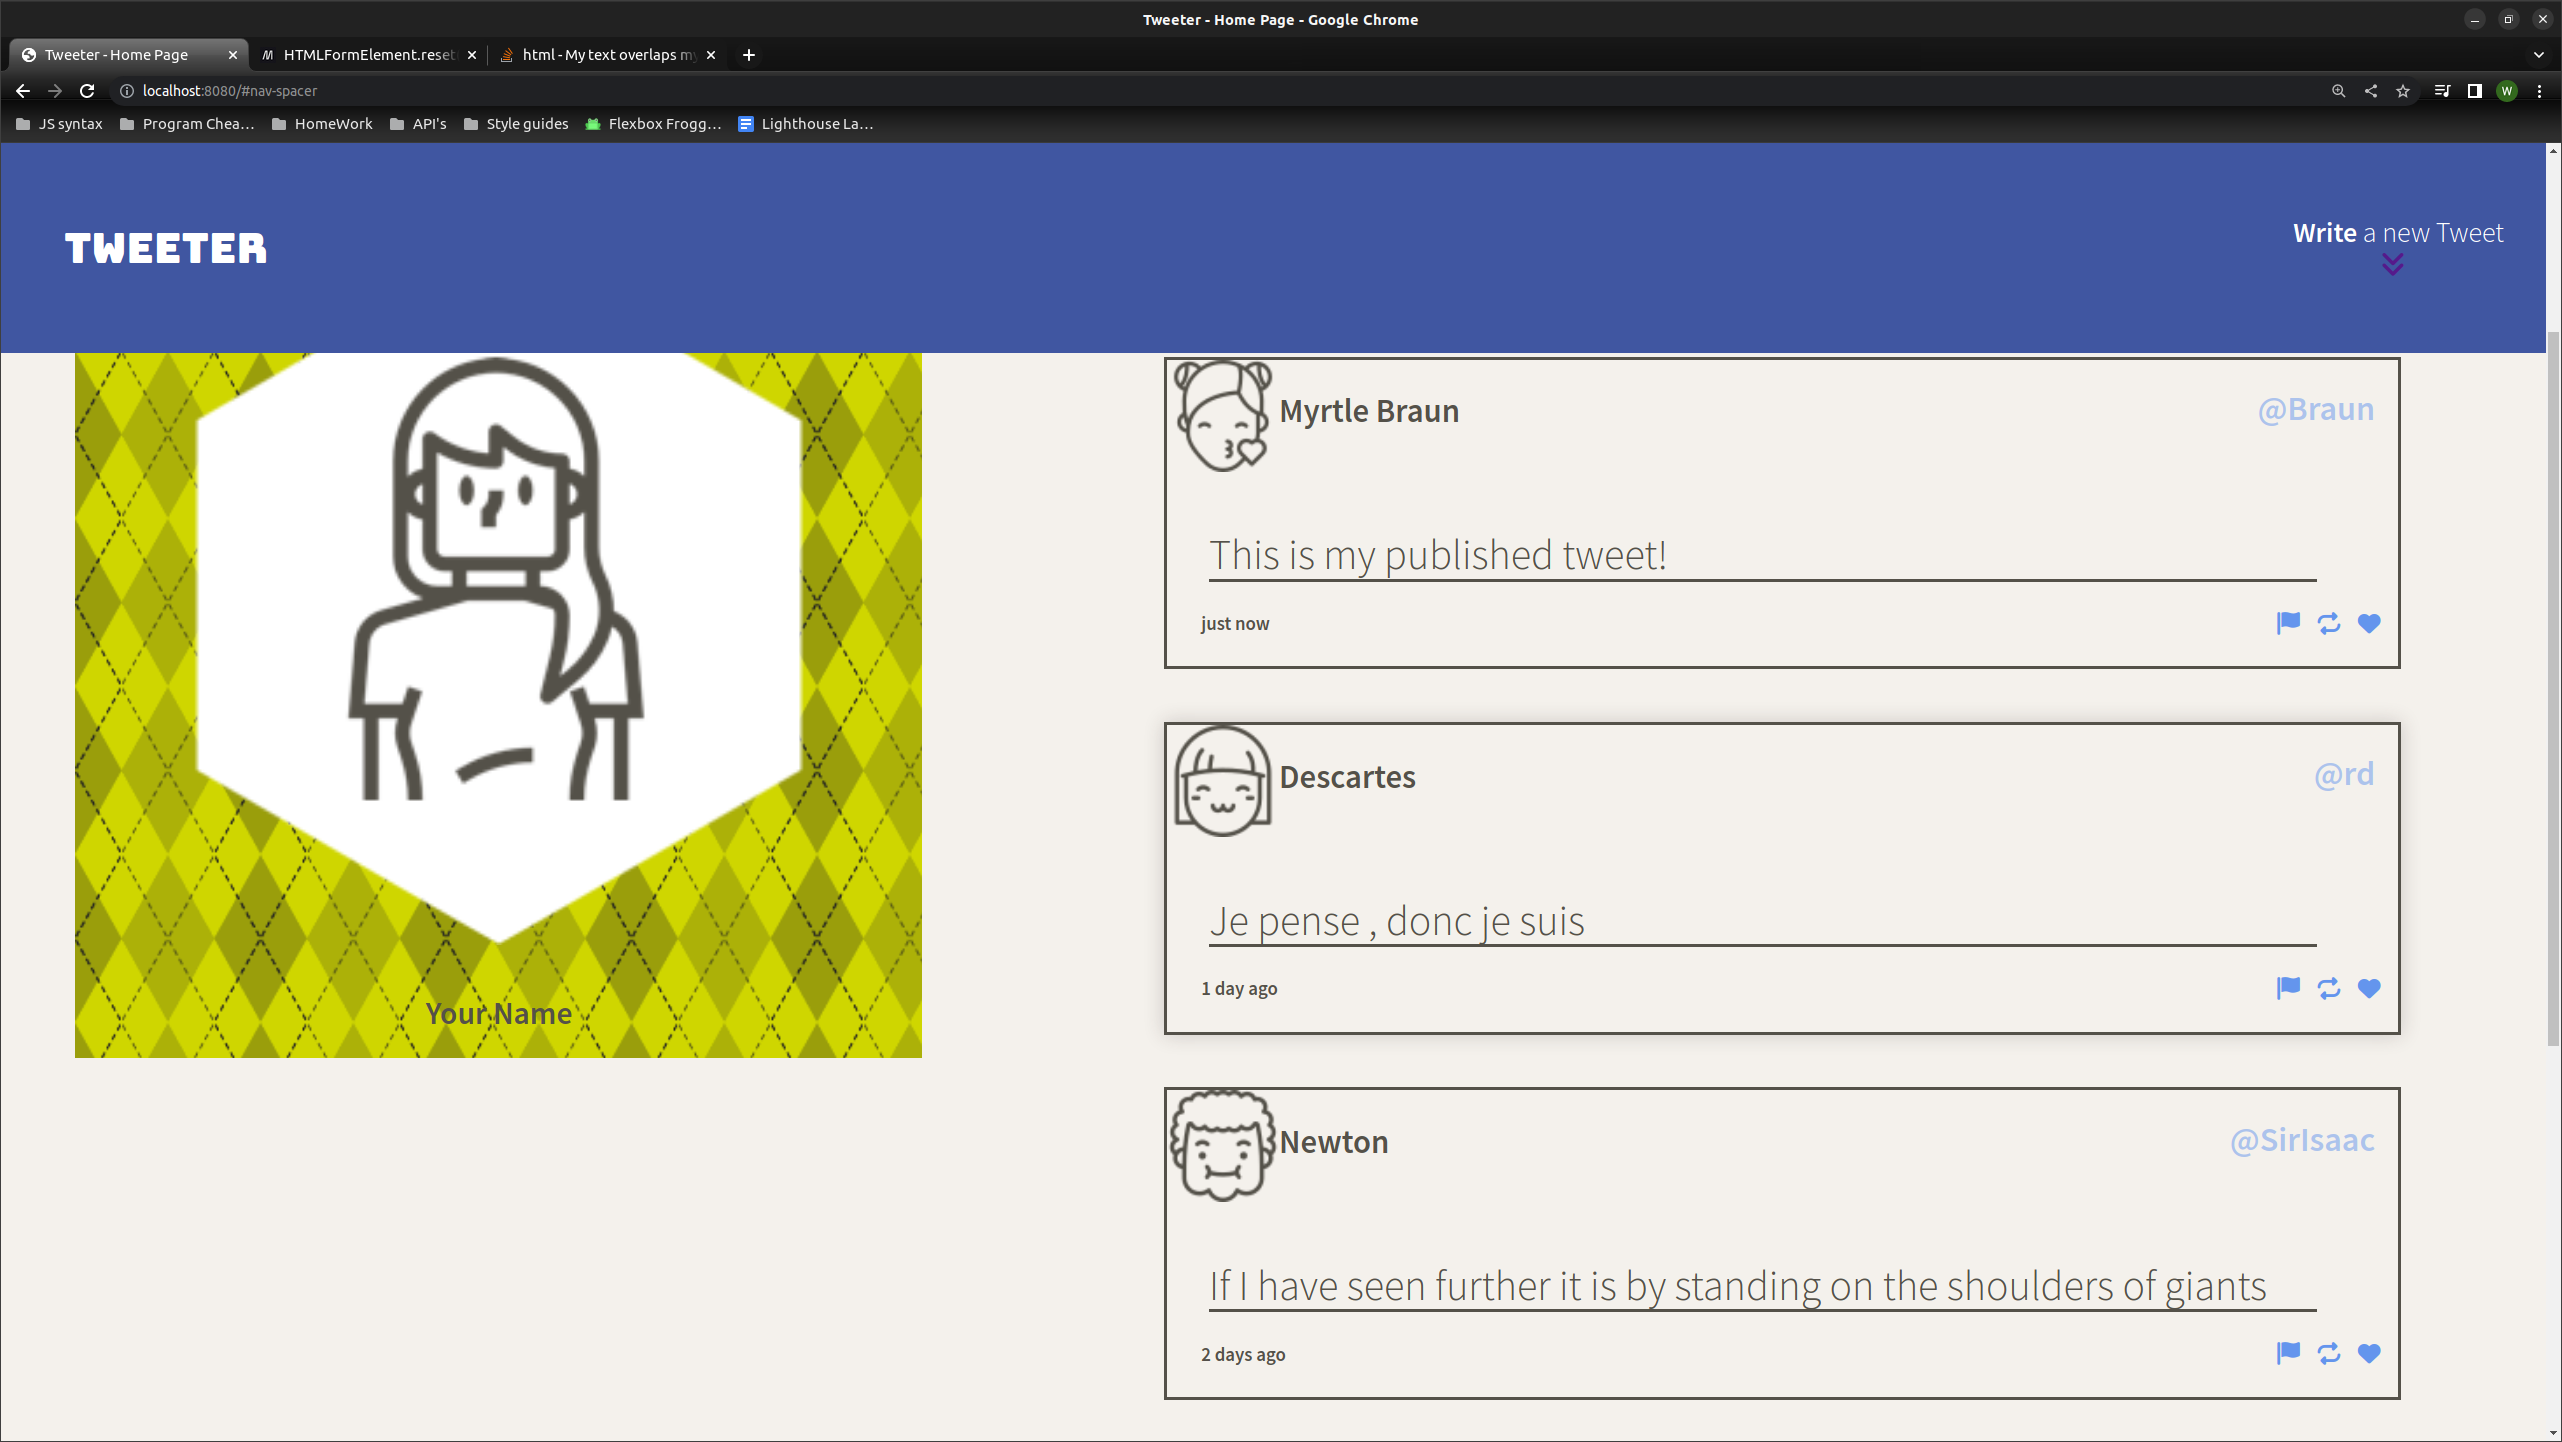 Tweeter - Home Page - Google Chrome
Tweeter - Home Page
HTMLFormElement.reset
html - My text overlaps my
localhost:8080/#nav-spacer
W
JS syntax
Program Chea...
HomeWork
API's
Style guides
Flexbox Frogg...
Lighthouse La...
TWEETER
Write a new Tweet
Your Name
Myrtle Braun
@Braun
This is my published tweet!
just now
Descartes
@rd
Je pense , donc je suis
1 day ago
Newton
@SirIsaac
If I have seen further it is by standing on the shoulders of giants
2 days ago